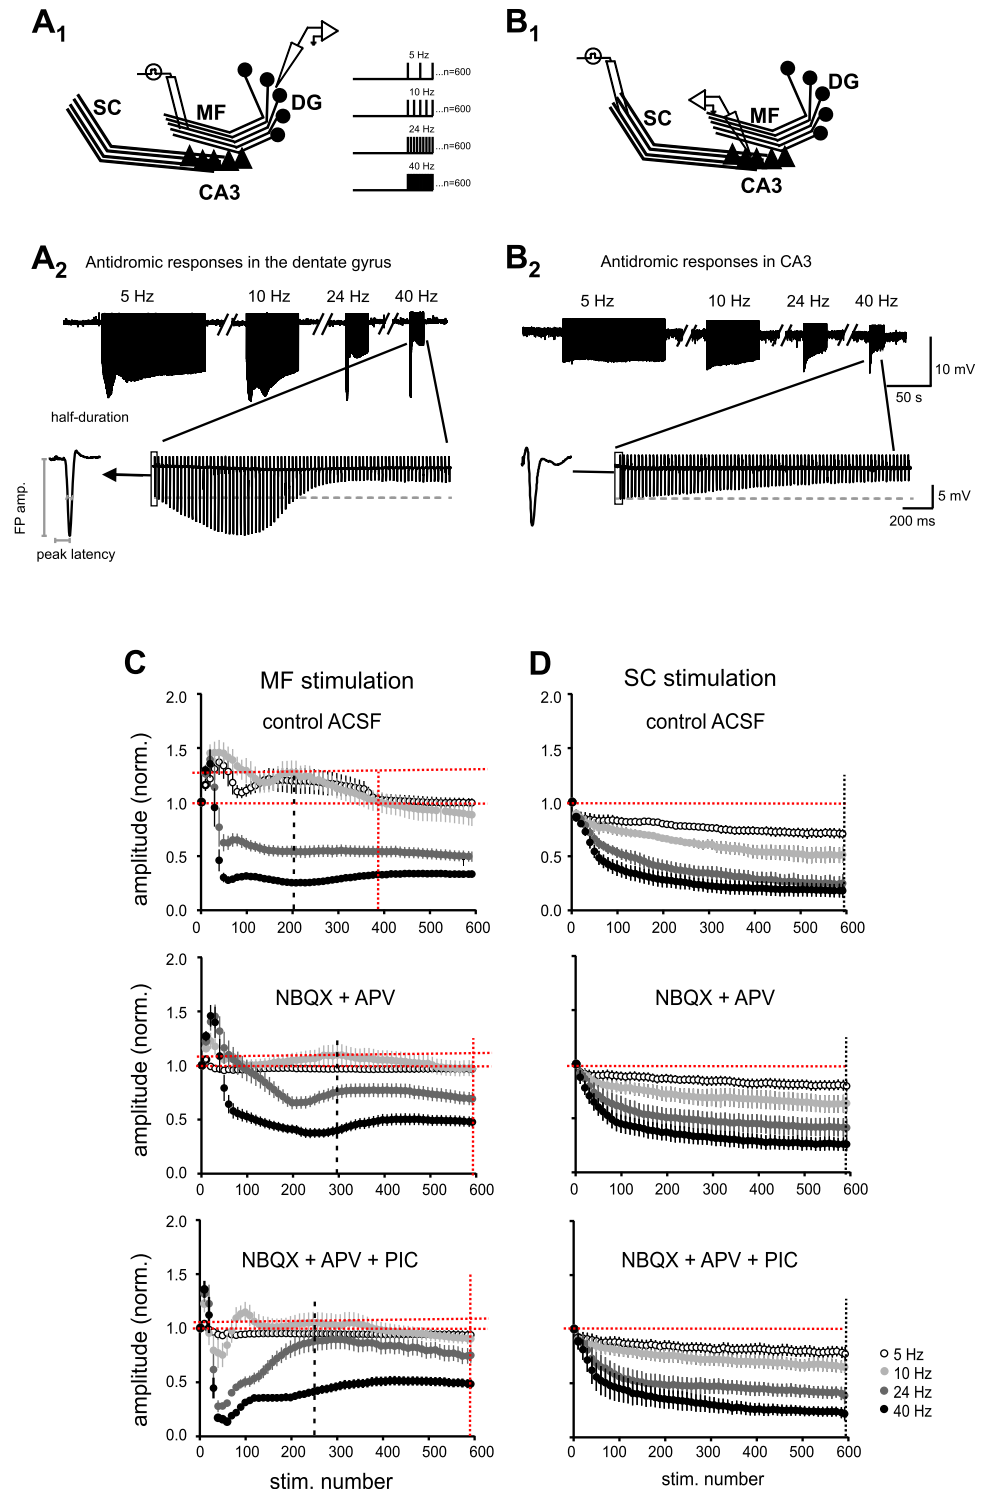 A1
SC
MF
DG
CA3
5 Hz
...n=600
10 Hz
...n=600
24 Hz
...n=600
40 Hz
...n=600
B1
SC
MF
DG
CA3
A2
Antidromic responses in the dentate gyrus
5 Hz
10 Hz
24 Hz
40 Hz
half-duration
FP amp.
peak latency
B2
Antidromic responses in CA3
5 Hz
10 Hz
24 Hz
40 Hz
10 mV
50 s
5 mV
200 ms
C
MF stimulation
control ACSF
amplitude (norm.)
2.0
1.5
1.0
0.5
0.0
0 100 200 300 400 500 600
D
SC stimulation
control ACSF
2.0
1.5
1.0
0.5
0.0
0 100 200 300 400 500 600
NBQX + APV
amplitude (norm.)
2.0
1.5
1.0
0.5
0.0
0 100 200 300 400 500 600
NBQX + APV
0 100 200 300 400 500 600
NBQX + APV + PIC
amplitude (norm.)
2.0
1.5
1.0
0.5
0.0
0 100 200 300 400 500 600
stim. number
NBQX + APV + PIC
0 100 200 300 400 500 600
stim. number
5 Hz
10 Hz
24 Hz
40 Hz